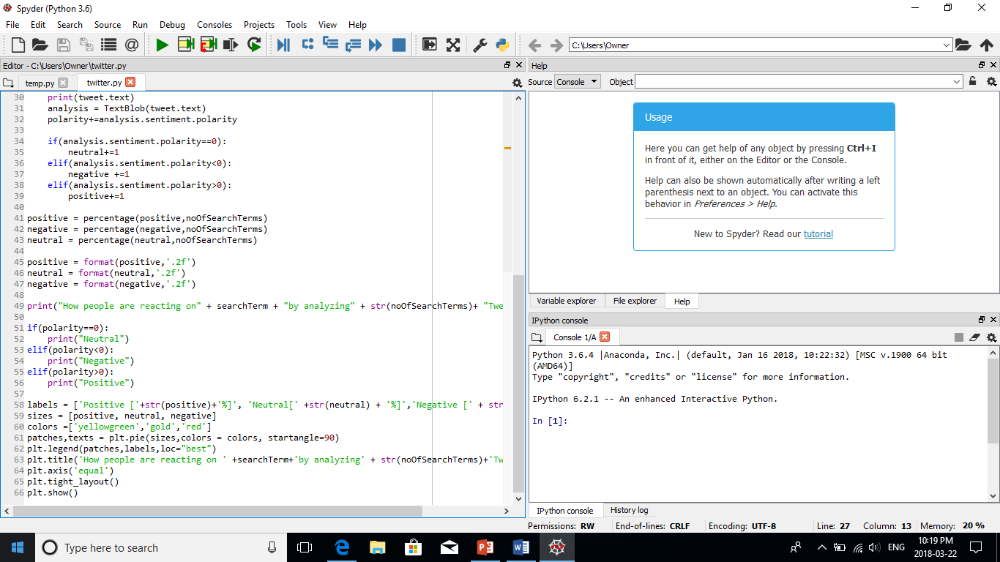 Spyder (Python 3.6)
File Edit Search Source Run Debug Consoles Projects Tools View Help
C:\Users\Owner
Editor - C:\Users\Owner\twitter.py
temp.py twitter.py
30 print(tweet.text)
31 analysis = TextBlob(tweet.text)
32 polarity+=analysis.sentiment.polarity
33
34 if(analysis.sentiment.polarity==0):
35 neutral+=1
36 elif(analysis.sentiment.polarity<0):
37 negative +=1
38 elif(analysis.sentiment.polarity>0):
39 positive+=1
40
41 positive = percentage(positive,noOfSearchTerms)
42 negative = percentage(negative,noOfSearchTerms)
43 neutral = percentage(neutral,noOfSearchTerms)
44
45 positive = format(positive,'.2f')
46 neutral = format(neutral,'.2f')
47 negative = format(negative,'.2f')
48
49 print("How people are reacting on" + searchTerm + "by analyzing" + str(noOfSearchTerms)+ "Twe
50
51 if(polarity==0):
52 print("Neutral")
53 elif(polarity<0):
54 print("Negative")
55 elif(polarity>0):
56 print("Positive")
57
58 labels = ['Positive ['+str(positive)+'%]', 'Neutral[' +str(neutral) + '%]','Negative [' + str
59 sizes = [positive, neutral, negative]
60 colors =['yellowgreen','gold','red']
61 patches,texts = plt.pie(sizes,colors = colors, startangle=90)
62 plt.legend(patches,labels,loc="best")
63 plt.title('How people are reacting on ' +searchTerm+'by analyzing' + str(noOfSearchTerms)+'Tw
64 plt.axis('equal')
65 plt.tight_layout()
66 plt.show()
Help
Source Console Object
Usage
Here you can get help of any object by pressing Ctrl+I
in front of it, either on the Editor or the Console.
Help can also be shown automatically after writing a left
parenthesis next to an object. You can activate this
behavior in Preferences > Help.
New to Spyder? Read our tutorial
Variable explorer File explorer Help
IPython console
Console 1/A
Python 3.6.4 |Anaconda, Inc.| (default, Jan 16 2018, 10:22:32) [MSC v.1900 64 bit
(AMD64)]
Type "copyright", "credits" or "license" for more information.
IPython 6.2.1 -- An enhanced Interactive Python.
In [1]:
IPython console History log
Permissions: RW End-of-lines: CRLF Encoding: UTF-8 Line: 27 Column: 13 Memory: 20 %
Type here to search
ENG
10:19 PM
2018-03-22